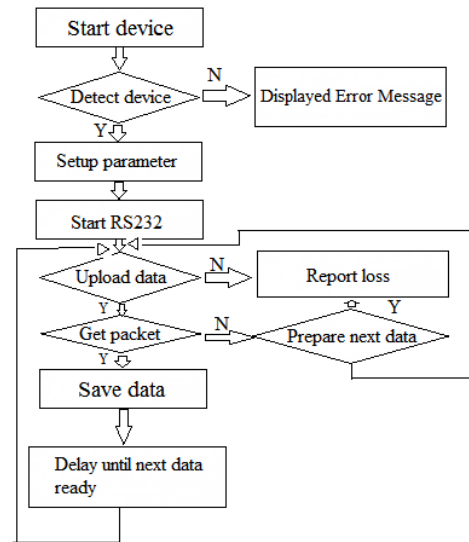 Start device
N
Detect device
Displayed Error Message
Y
Setup parameter
Start RS232
N
Upload data
Report loss
Y
Y
Get packet
N
Prepare next data
Y
Save data
Delay until next data
ready